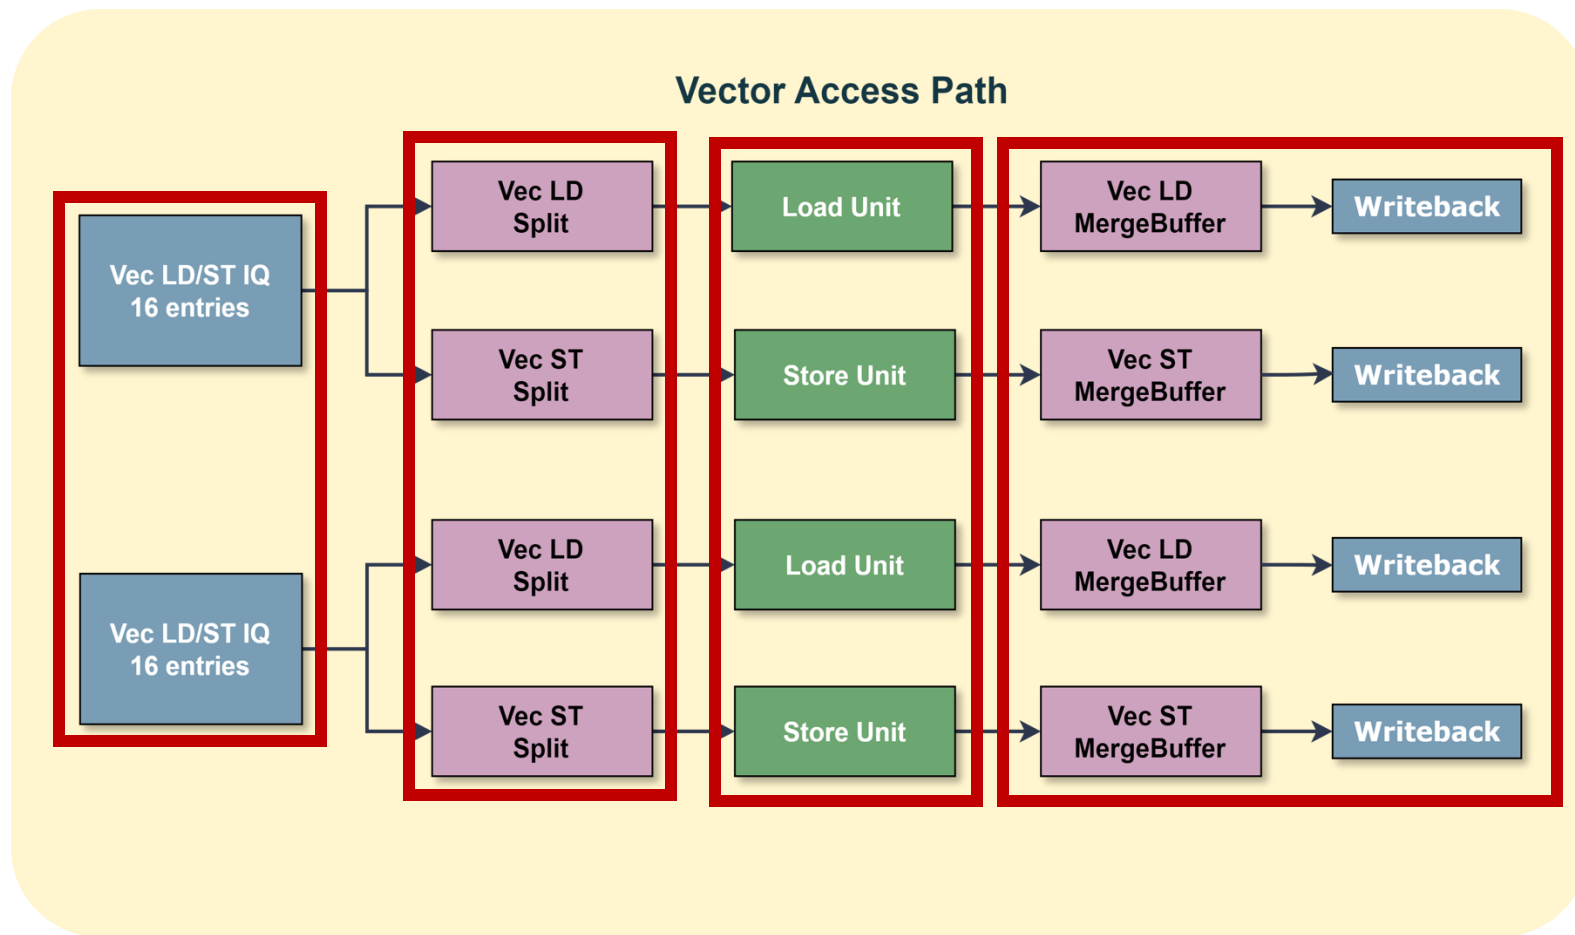 Vector Access Path
Vec LD/ST IQ
16 entries
Vec LD
Split
Load Unit
Vec LD
MergeBuffer
Writeback
Vec ST
Split
Store Unit
Vec ST
MergeBuffer
Writeback
Vec LD/ST IQ
16 entries
Vec LD
Split
Load Unit
Vec LD
MergeBuffer
Writeback
Vec ST
Split
Store Unit
Vec ST
MergeBuffer
Writeback